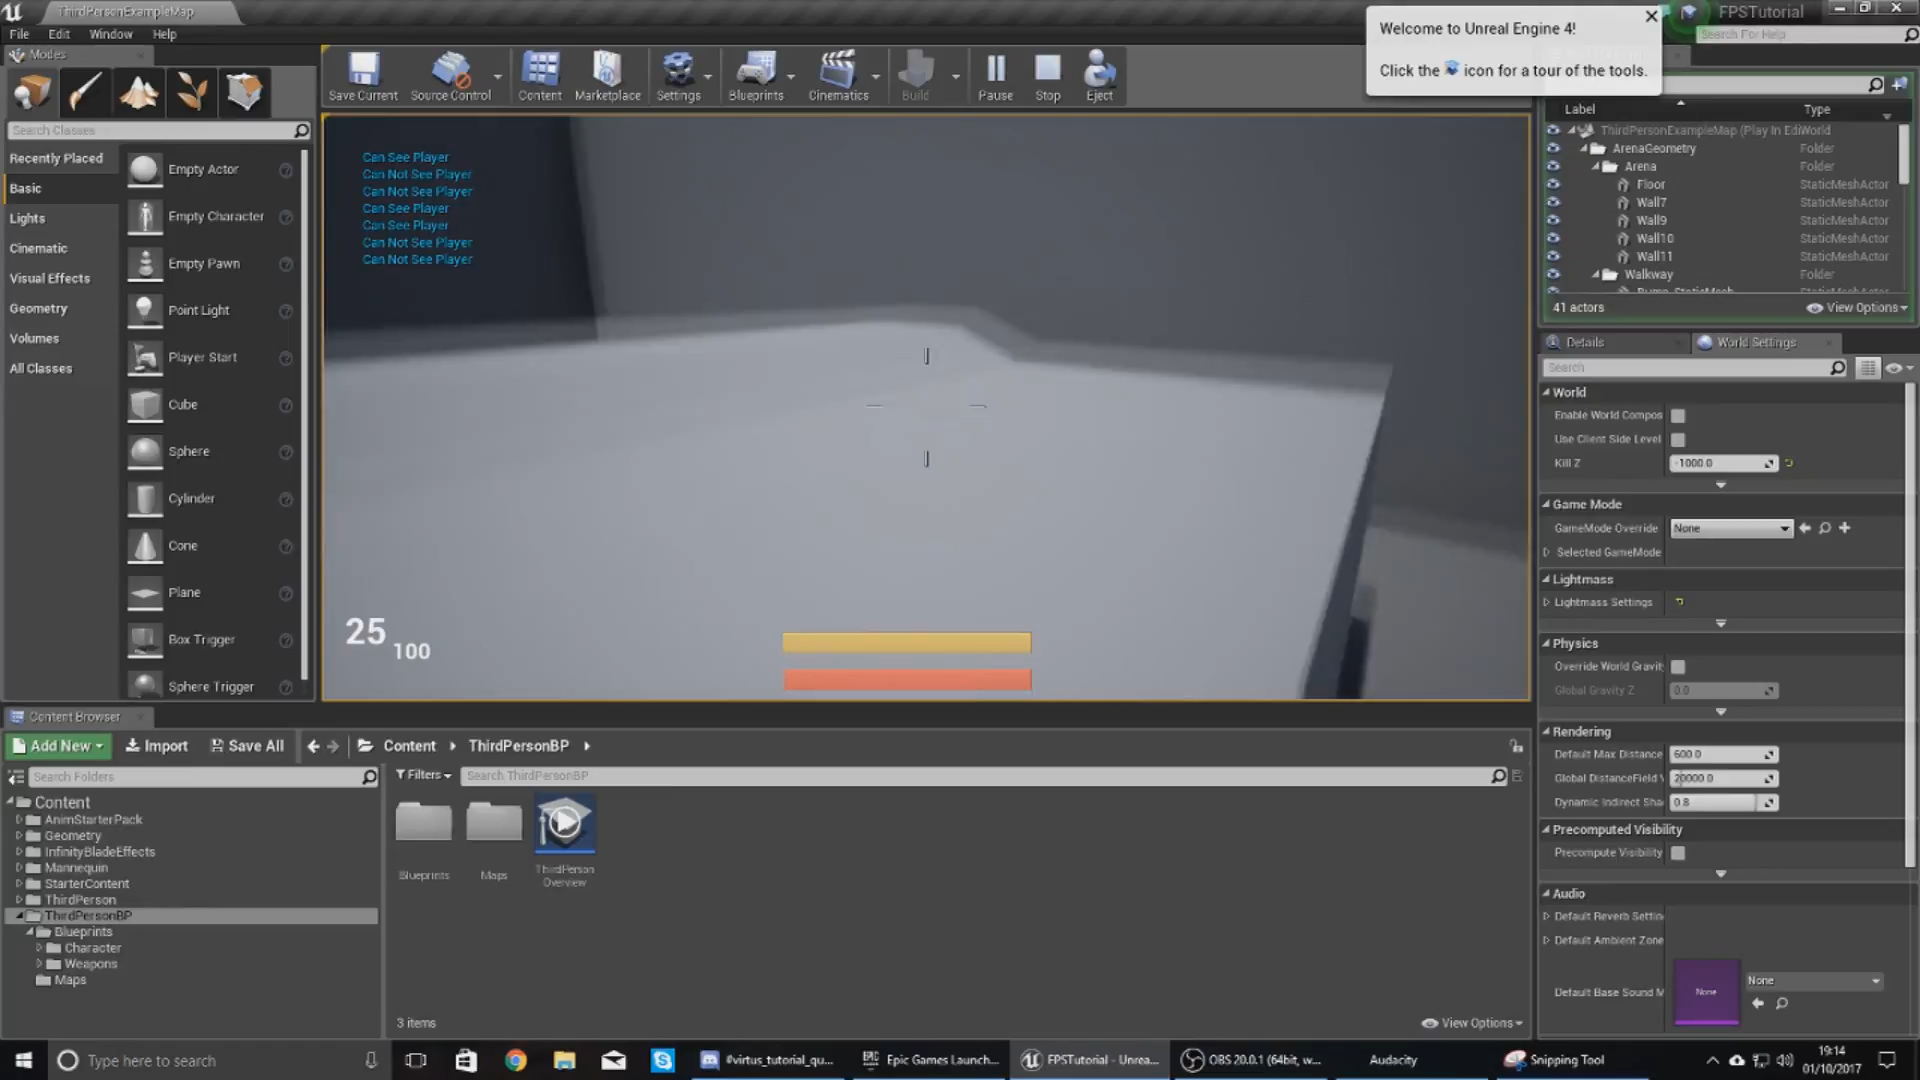 ThirdPersonExampleMap
FPSTutorial
File Edit Window Help
Search For Help
Welcome to Unreal Engine 4!
Click the icon for a tour of the tools.
Modes
Save Current
Source Control
Content
Marketplace
Settings
Blueprints
Cinematics
Build
Pause
Stop
Eject
Search Classes
Recently Placed
Basic
Lights
Cinematic
Visual Effects
Geometry
Volumes
All Classes
Empty Actor
Empty Character
Empty Pawn
Point Light
Player Start
Cube
Sphere
Cylinder
Cone
Plane
Box Trigger
Sphere Trigger
Can See Player
Can Not See Player
Can Not See Player
Can See Player
Can See Player
Can Not See Player
Can Not See Player
25
100
Label Type
ThirdPersonExampleMap (Play In Edi World
ArenaGeometry Folder
Arena Folder
Floor StaticMeshActor
Wall7 StaticMeshActor
Wall9 StaticMeshActor
Wall10 StaticMeshActor
Wall11 StaticMeshActor
Walkway Folder
41 actors
View Options
Details
World Settings
Search
World
Enable World Compos
Use Client Side Level
Kill Z -1000.0
Game Mode
GameMode Override None
Selected GameMode
Lightmass
Lightmass Settings
Physics
Override World Gravit
Global Gravity Z 0.0
Rendering
Default Max Distance 600.0
Global DistanceField V 20000.0
Dynamic Indirect Sha 0.8
Precomputed Visibility
Precompute Visibility
Audio
Default Reverb Settin
Default Ambient Zone
Default Base Sound M
None
None
Content Browser
Add New
Import
Save All
Content
ThirdPersonBP
Search Folders
Filters
Search ThirdPersonBP
Content
AnimStarterPack
Geometry
InfinityBladeEffects
Mannequin
StarterContent
ThirdPerson
ThirdPersonBP
Blueprints
Character
Weapons
Maps
Blueprints
Maps
ThirdPerson
Overview
3 items
View Options
Type here to search
#virtus_tutorial_qu...
Epic Games Launch...
FPSTutorial - Unrea...
OBS 20.0.1 (64bit, w...
Audacity
Snipping Tool
19:14
01/10/2017